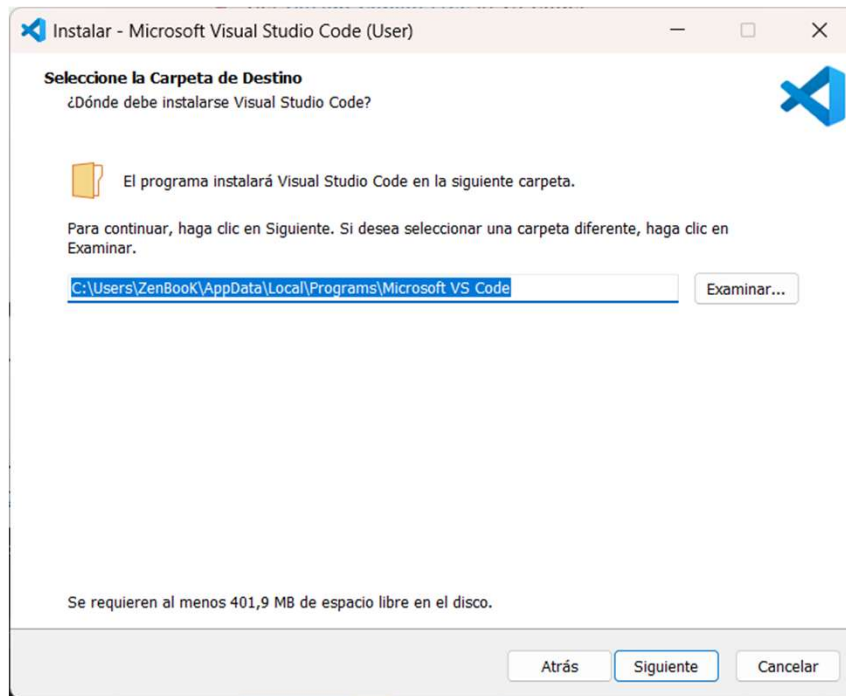 Instalar - Microsoft Visual Studio Code (User)
Seleccione la Carpeta de Destino
¿Dónde debe instalarse Visual Studio Code?
El programa instalará Visual Studio Code en la siguiente carpeta.
Para continuar, haga clic en Siguiente. Si desea seleccionar una carpeta diferente, haga clic en
Examinar.
C:\Users\ZenBooK\AppData\Local\Programs\Microsoft VS Code
Examinar...
Se requieren al menos 401,9 MB de espacio libre en el disco.
Atrás Siguiente Cancelar